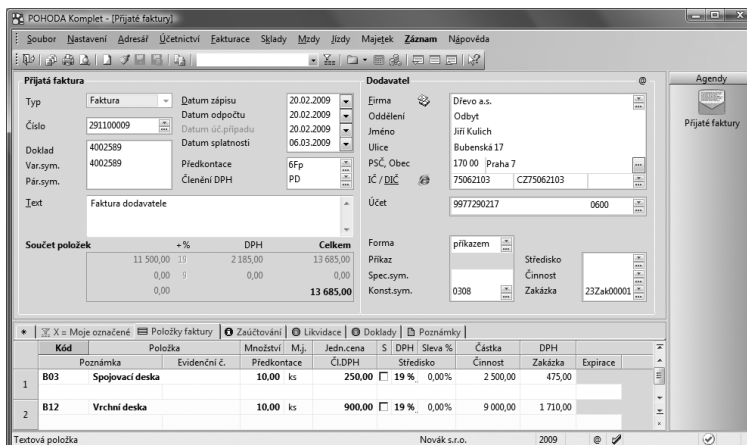 POHODA Komplet - [Přijaté faktury]
Soubor Nastavení Adresář Účetnictví Fakturace Sklady Mzdy Jízdy Majetek Záznam Nápověda
Přijatá faktura
Typ Faktura
Číslo 291100009
Doklad 4002589
Var.sym. 4002589
Pár.sym.
Datum zápisu 20.02.2009
Datum odpočtu 20.02.2009
Datum úč.případu 20.02.2009
Datum splatnosti 06.03.2009
Předkontace 6Fp
Členění DPH PD
Text Faktura dodavatele
Součet položek ÷% DPH Celkem
11 500,00 19 2 185,00 13 685,00
0,00 9 0,00 0,00
0,00 13 685,00
Dodavatel @
Firma Dřevo a.s.
Oddělení Odbyt
Jméno Jiří Kulich
Ulice Bubenská 17
PSČ, Obec 170 00 Praha 7
IČ / DIČ 75062103 CZ75062103
Účet 9977290217 0600
Forma příkazem
Příkaz Středisko
Spec.sym. Činnost
Konst.sym. 0308 Zakázka 23Zak00001
Agendy
Přijaté faktury
* X = Moje označené Položky faktury Zaúčtování Likvidace Doklady Poznámky
Kód Položka Množství M.j. Jedn.cena S DPH Sleva % Částka DPH
Poznámka Evidenční č. Předkontace Čl.DPH Středisko Činnost Zakázka Expirace
1 B03 Spojovací deska 10,00 ks 250,00 19 % 0,00% 2 500,00 475,00
2 B12 Vrchní deska 10,00 ks 900,00 19 % 0,00% 9 000,00 1 710,00
Textová položka Novák s.r.o. 2009 @